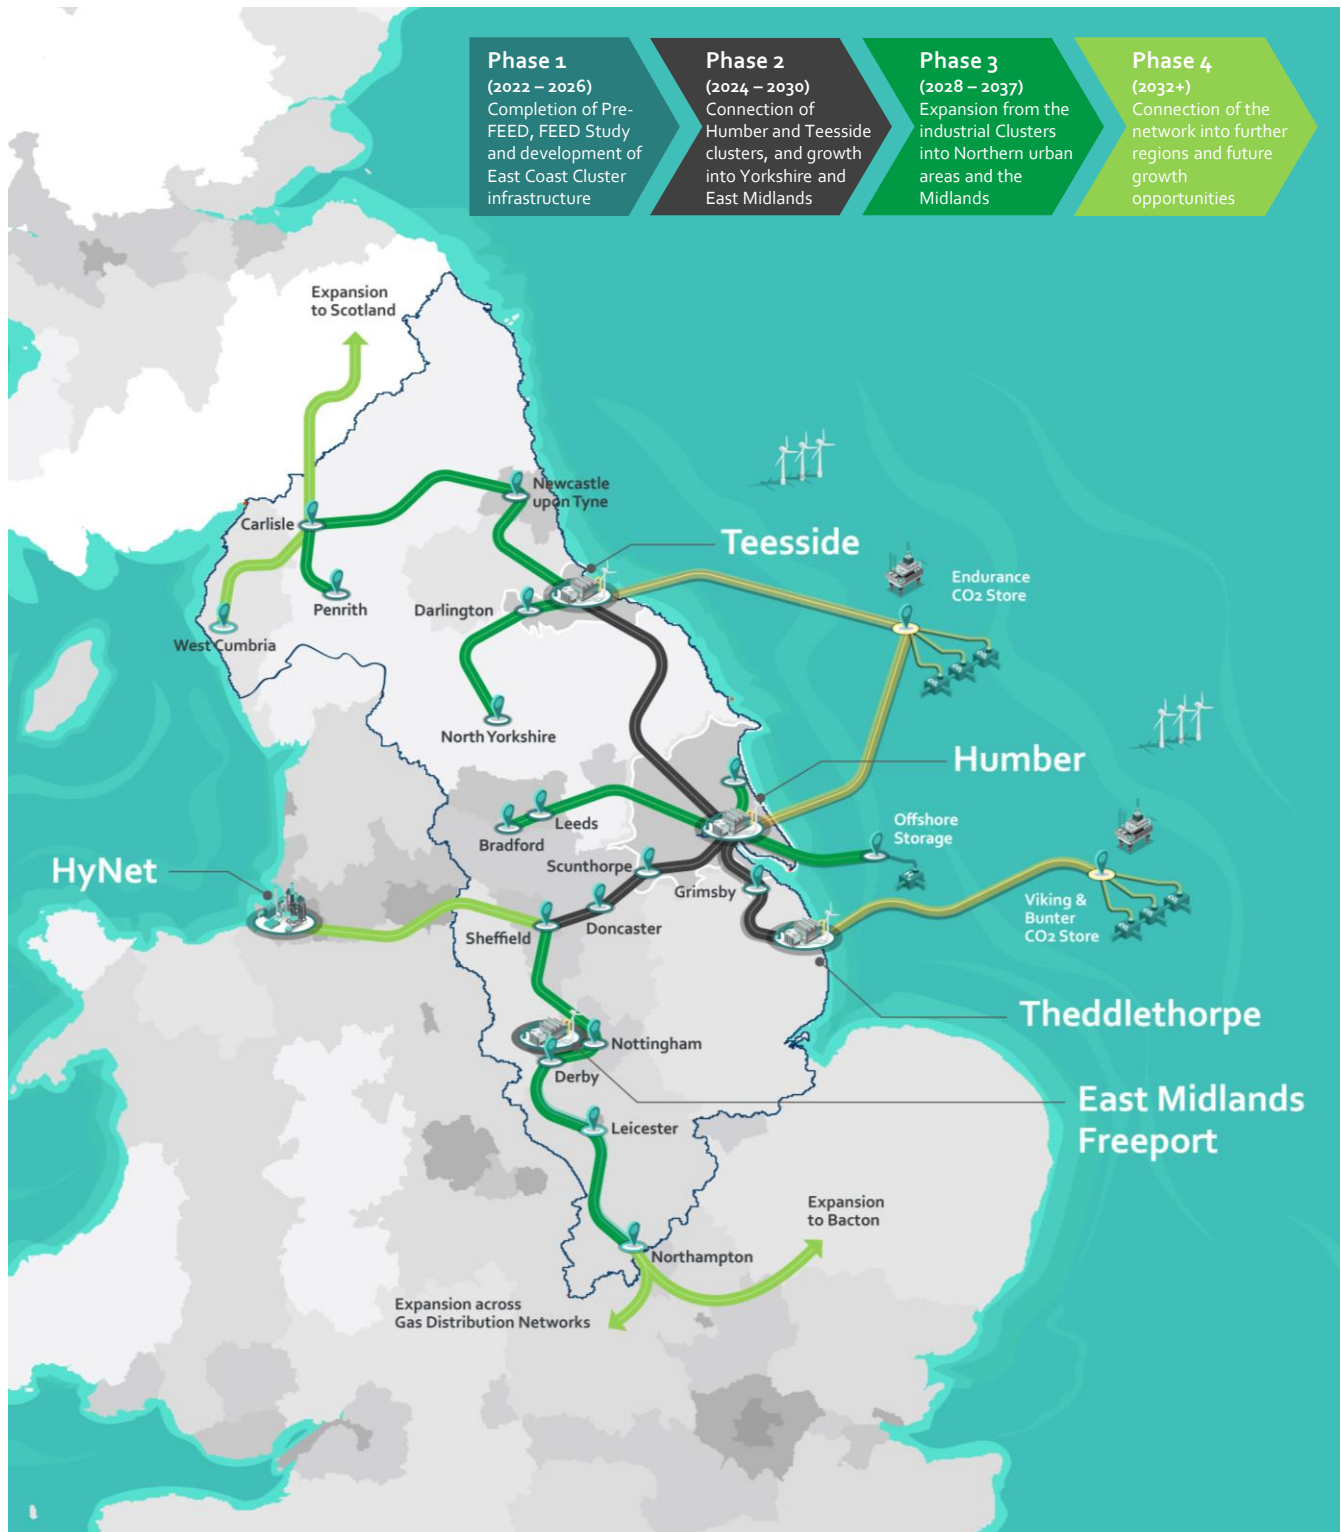 Phase 1
(2022 – 2026)
Completion of Pre-
FEED, FEED Study
and development of
East Coast Cluster
infrastructure
Phase 2
(2024 – 2030)
Connection of
Humber and Teesside
clusters, and growth
into Yorkshire and
East Midlands
Phase 3
(2028 – 2037)
Expansion from the
industrial Clusters
into Northern urban
areas and the
Midlands
Phase 4
(2032+)
Connection of the
network into further
regions and future
growth
opportunities
Expansion
to Scotland
Newcastle
upon Tyne
Carlisle
Teesside
Endurance
CO2 Store
Penrith
Darlington
West Cumbria
North Yorkshire
Humber
Leeds
Bradford
Offshore
Storage
Scunthorpe
HyNet
Grimsby
Doncaster
Sheffield
Viking &
Bunter
CO2 Store
Theddlethorpe
Nottingham
Derby
East Midlands
Freeport
Leicester
Expansion
to Bacton
Northampton
Expansion across
Gas Distribution Networks